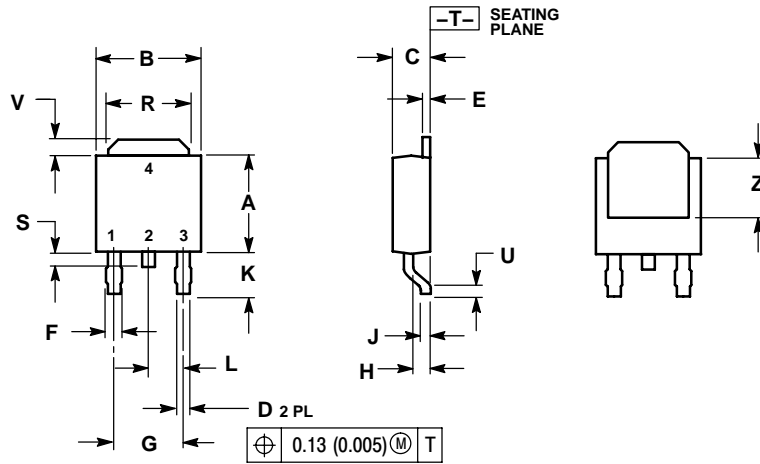 –T– SEATING
PLANE
C
B
V
R
E
4
A
Z
S
1 2 3
K
U
F
J
L
H
D 2 PL
G
⌖ 0.13 (0.005) Ⓜ T